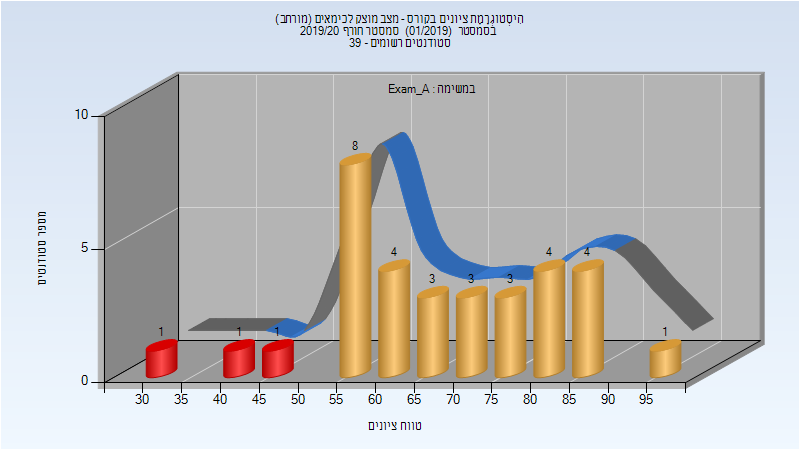 הִיסְטוֹגְרָמַת ציונים בקורס - מצב מוצק לכימאים (מורחב)
בסמסטר (01/2019) סמסטר חורף 2019/20
סטודנטים רשומים - 39
במשימה : Exam_A
מספר סטודנטים
10
5
0
1
1
1
8
4
3
3
3
4
4
1
30 35 40 45 50 55 60 65 70 75 80 85 90 95
טווח ציונים